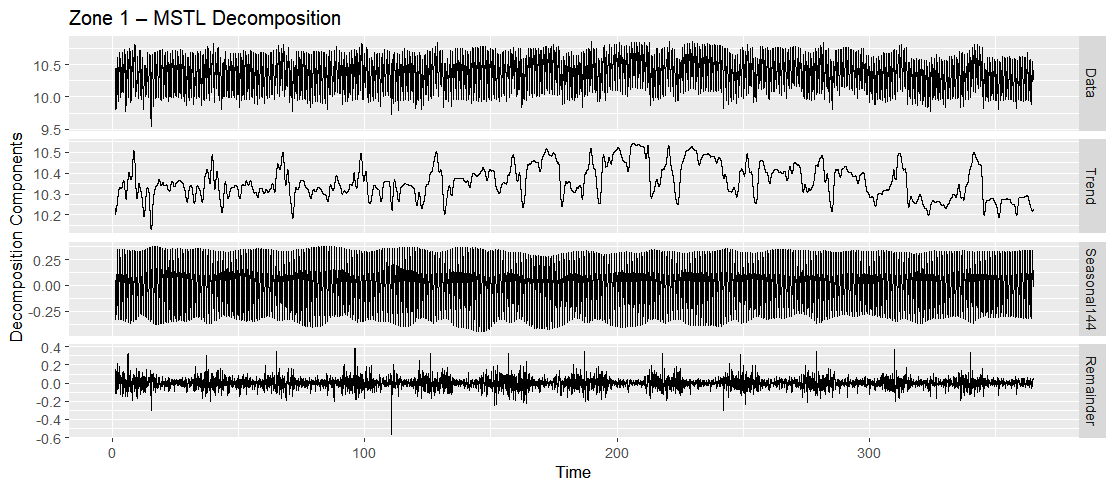 Zone 1 – MSTL Decomposition
Decomposition Components
10.5
10.0
9.5
Data
10.5
10.4
10.3
10.2
Trend
0.25
0.00
-0.25
Seasonal144
0.4
0.2
0.0
-0.2
-0.4
-0.6
Remainder
0 100 200 300
Time